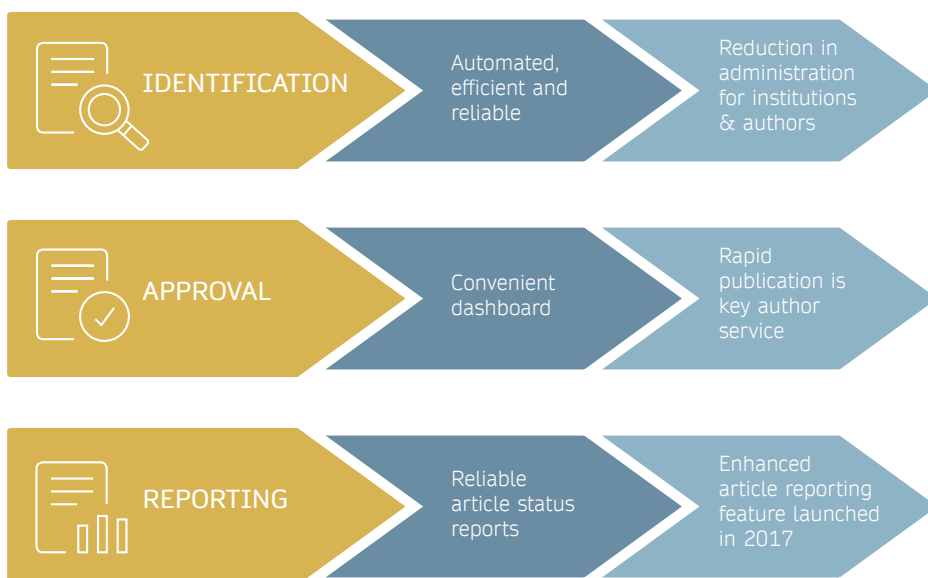 IDENTIFICATION
Automated,
efficient and
reliable
Reduction in
administration
for institutions
& authors
APPROVAL
Convenient
dashboard
Rapid
publication is
key author
service
REPORTING
Reliable
article status
reports
Enhanced
article reporting
feature launched
in 2017